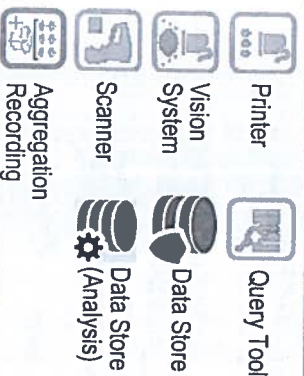 Printer
Vision
System
Scanner
Aggregation
Recording
Query Tool
Data Store
Data Store
(Analysis)